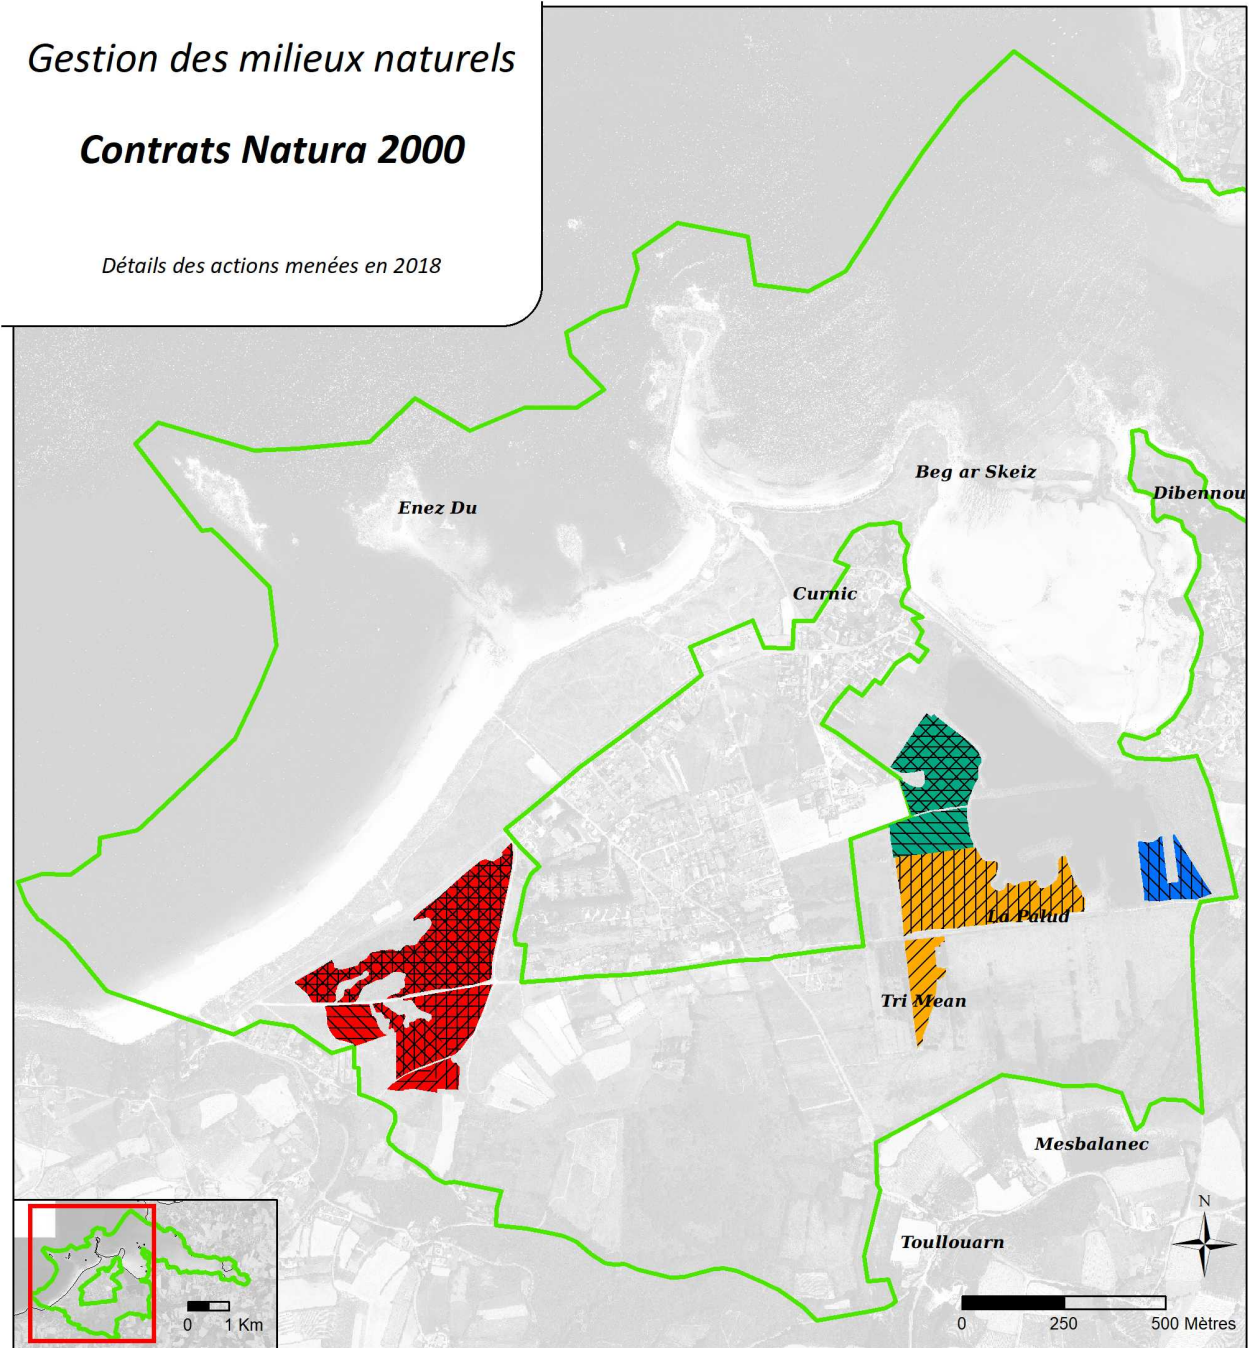 Gestion des milieux naturels
Contrats Natura 2000
Détails des actions menées en 2018
Beg ar Skeiz
Dibennou
Enez Du
Curnic
La Palud
Tri Mean
Mesbalanec
Toullouarn
N
0 250 500 Mètres
0 1 Km